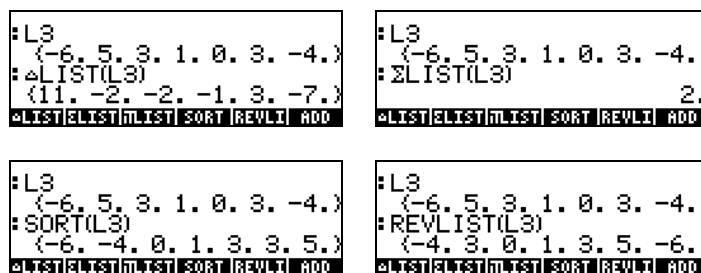 :L3
{-6. 5. 3. 1. 0. 3. -4.}
:ΔLIST(L3)
{11. -2. -2. -1. 3. -7.}
ΔLIST ΣLIST ΠLIST SORT REVLI ADD
:L3
{-6. 5. 3. 1. 0. 3. -4.
:ΣLIST(L3)
2.
ΔLIST ΣLIST ΠLIST SORT REVLI ADD
:L3
{-6. 5. 3. 1. 0. 3. -4.}
:SORT(L3)
{-6. -4. 0. 1. 3. 3. 5.}
ΔLIST ΣLIST ΠLIST SORT REVLI ADD
:L3
{-6. 5. 3. 1. 0. 3. -4.
:REVLIST(L3)
{-4. 3. 0. 1. 3. 5. -6.
ΔLIST ΣLIST ΠLIST SORT REVLI ADD